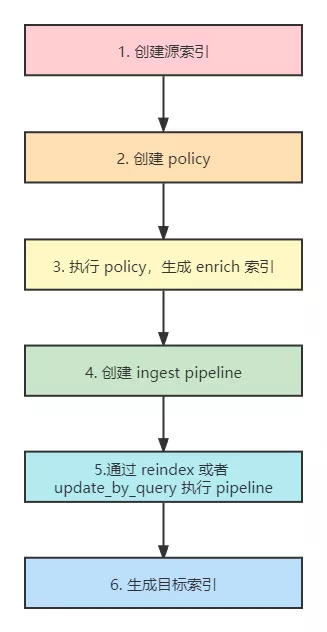 1. 创建源索引
2. 创建 policy
3. 执行 policy，生成 enrich 索引
4. 创建 ingest pipeline
5.通过 reindex 或者
update_by_query 执行 pipeline
6. 生成目标索引